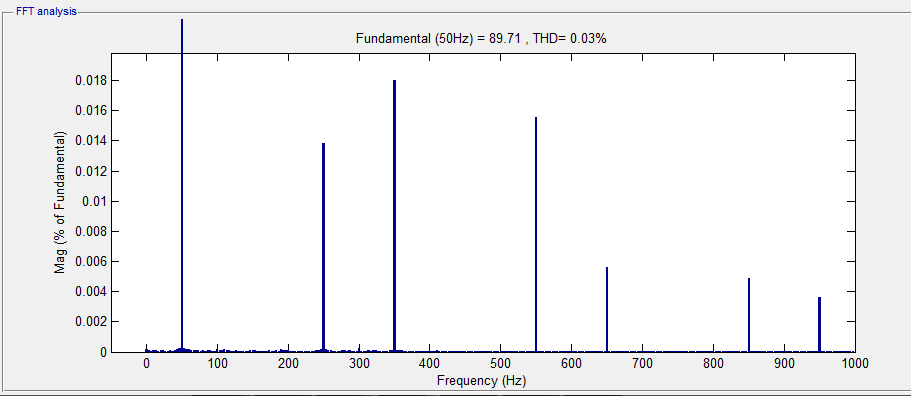 FFT analysis
Fundamental (50Hz) = 89.71 , THD= 0.03%
0.018
0.016
0.014
0.012
0.01
0.008
0.006
0.004
0.002
0
Mag (% of Fundamental)
0 100 200 300 400 500 600 700 800 900 1000
Frequency (Hz)